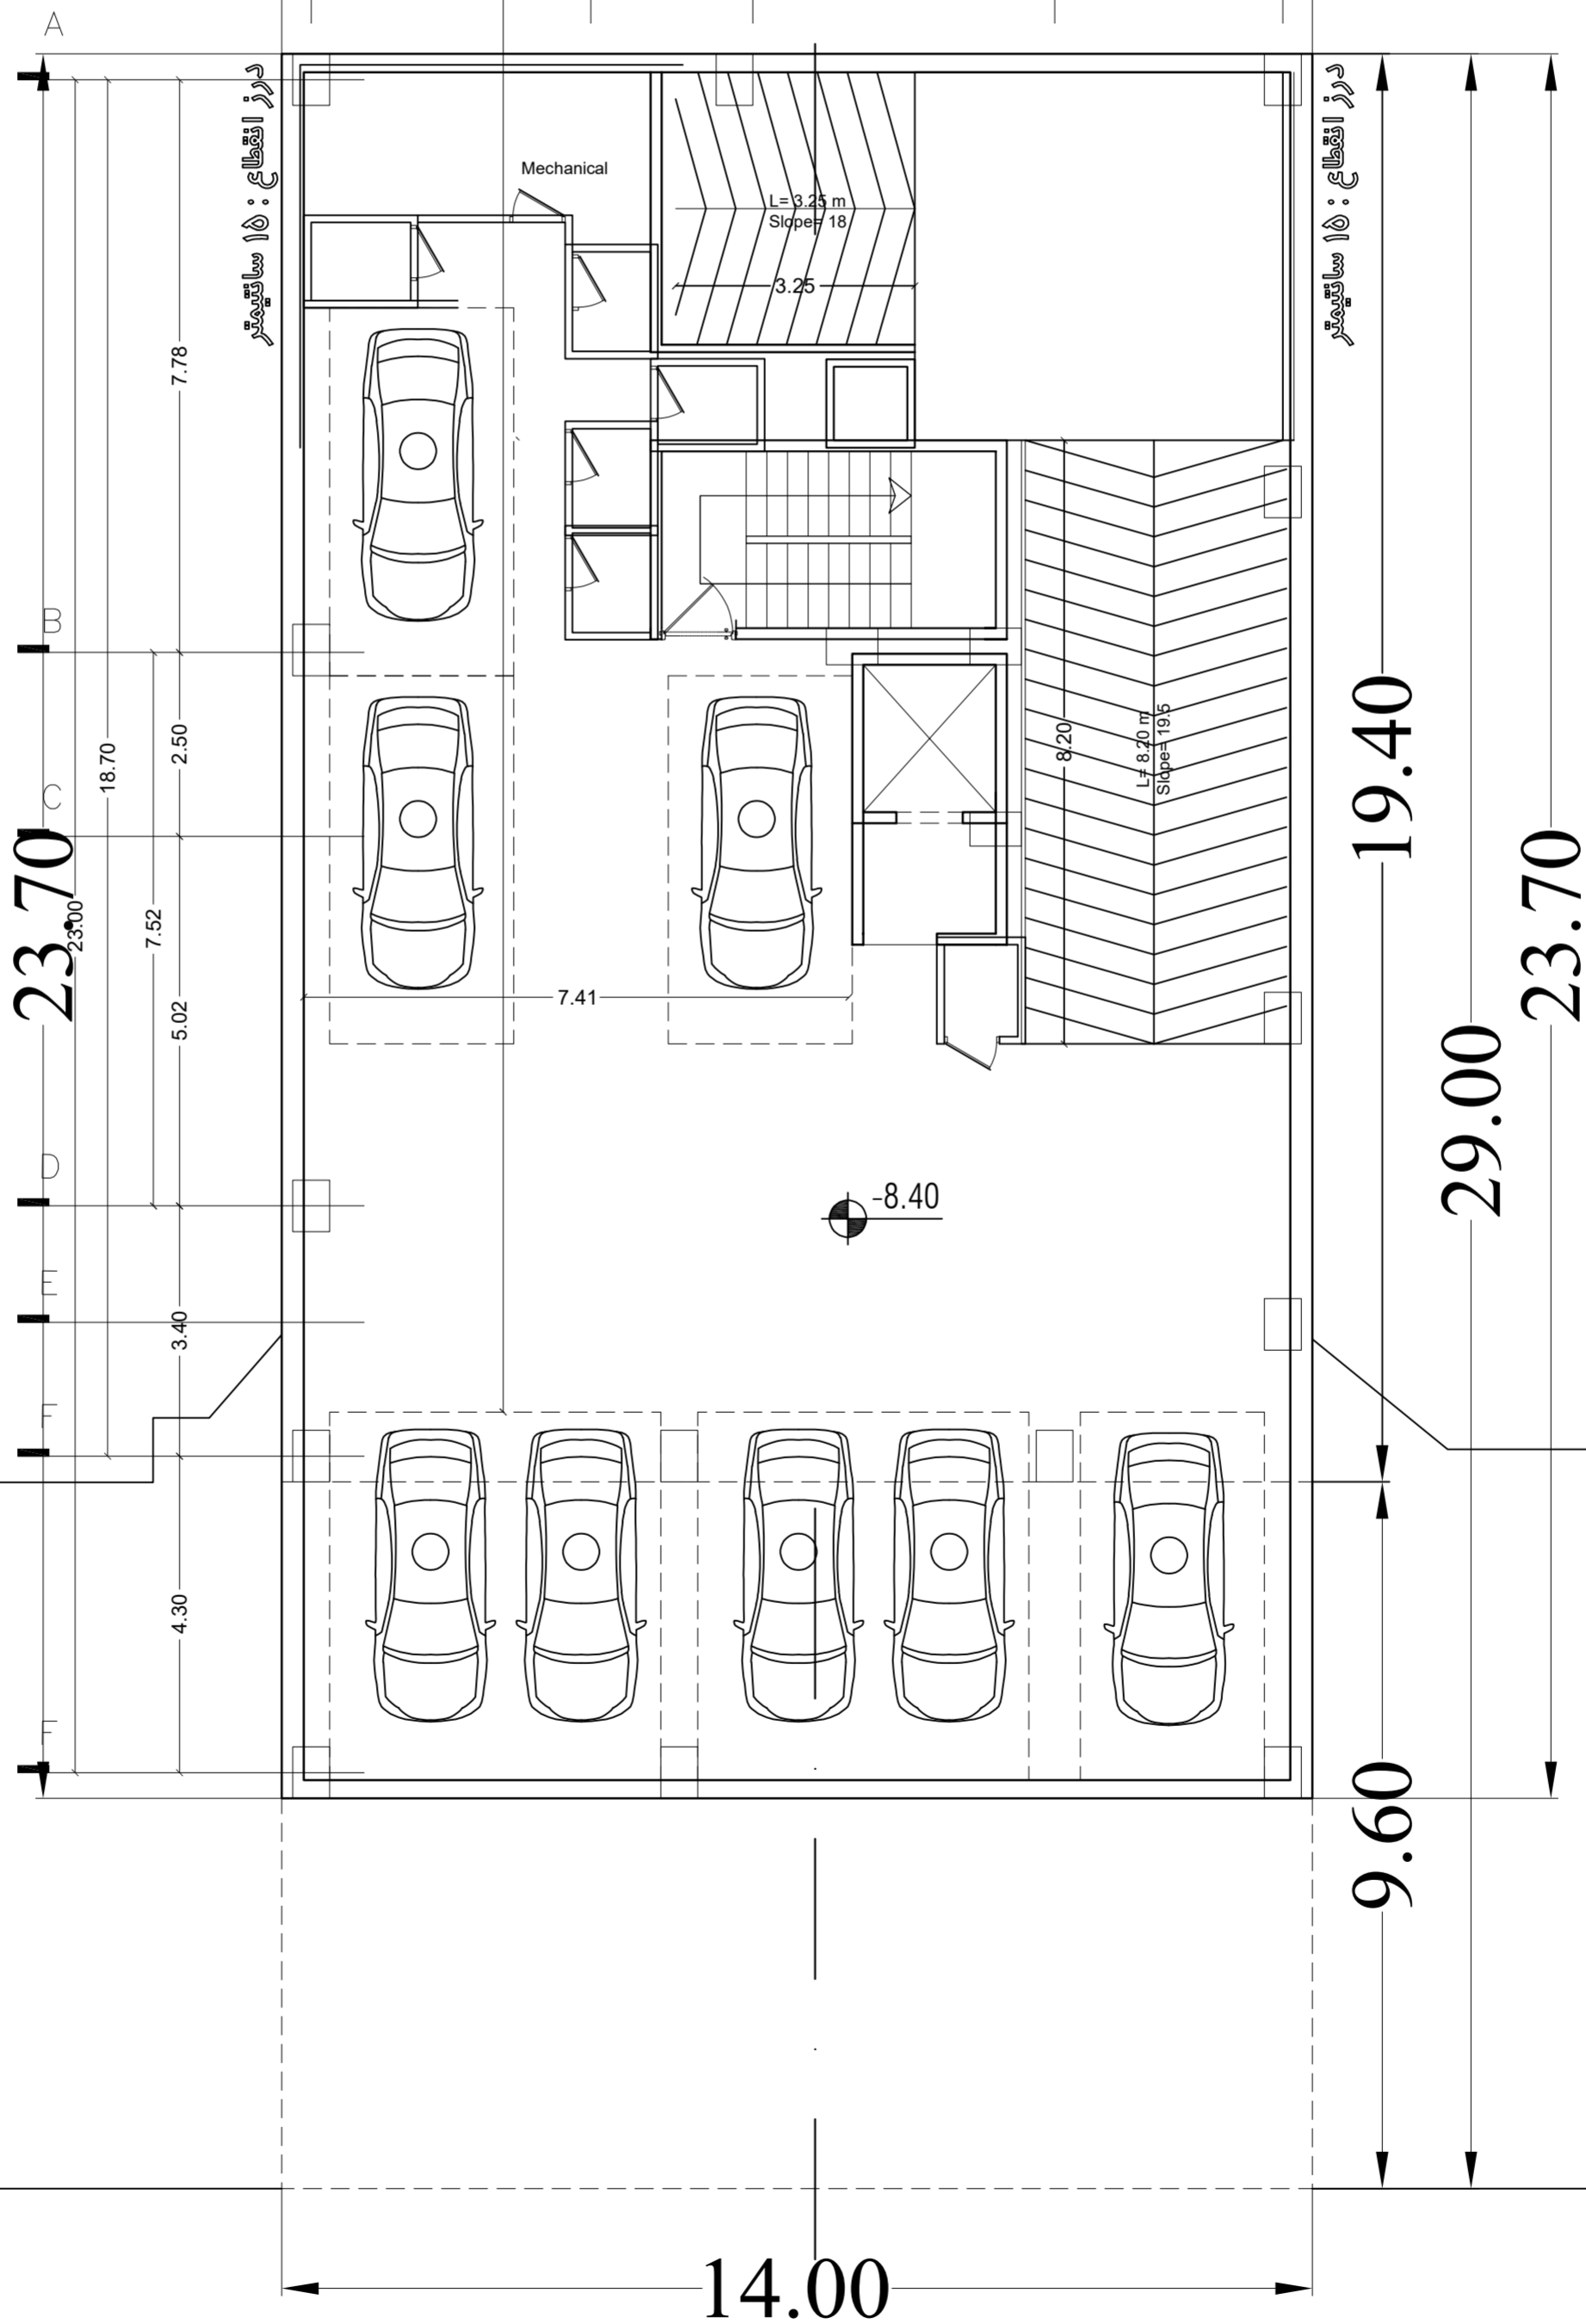 A
درز انقطاع : ۱۵ سانتیمتر
درز انقطاع : ۱۵ سانتیمتر
Mechanical
L= 3.25 m
Slope= 18
3.25
7.78
B
2.50
18.70
C
23.70
23.00
7.52
5.02
7.41
8.20
L= 8.20 m
Slope= 19.5
19.40
23.70
29.00
D
-8.40
E
3.40
F
4.30
F
9.60
14.00